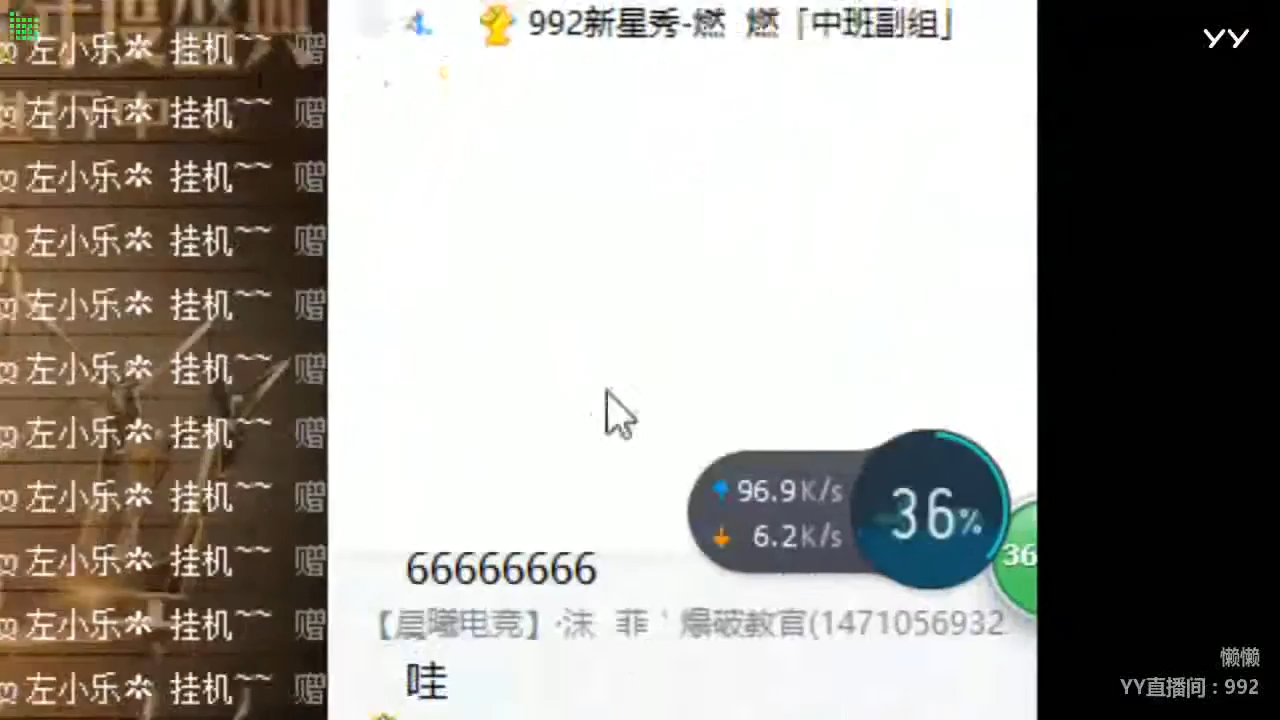 992新星秀-燃 燃「中班副组」
YY
左小乐✲ 挂机~~ 赠
左小乐✲ 挂机~~ 赠
左小乐✲ 挂机~~ 赠
左小乐✲ 挂机~~ 赠
左小乐✲ 挂机~~ 赠
左小乐✲ 挂机~~ 赠
左小乐✲ 挂机~~ 赠
左小乐✲ 挂机~~ 赠
左小乐✲ 挂机~~ 赠
左小乐✲ 挂机~~ 赠
左小乐✲ 挂机~~ 赠
96.9K/s
6.2K/s
36%
36
66666666
【晨曦电竞】·沫 菲｀爆破教官(1471056932
哇
懒懒
YY直播间：992